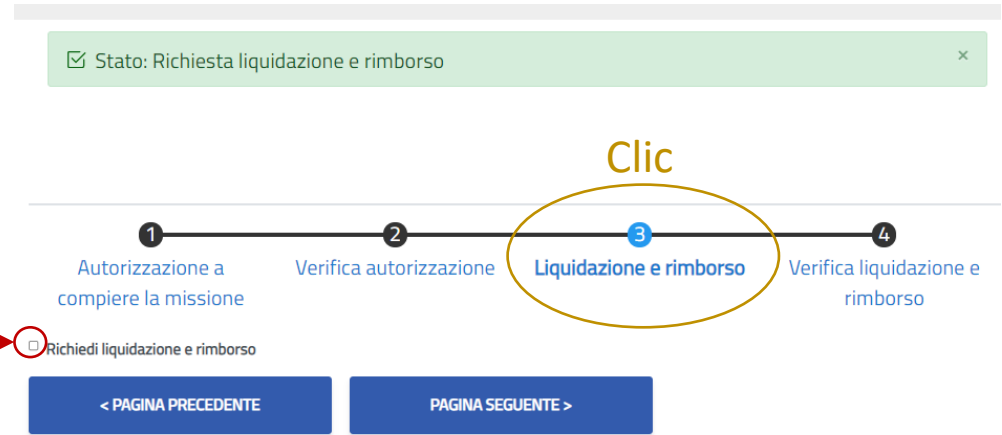 Stato: Richiesta liquidazione e rimborso ×
Clic
1 2 3 4
Autorizzazione a compiere la missione
Verifica autorizzazione
Liquidazione e rimborso
Verifica liquidazione e rimborso
Richiedi liquidazione e rimborso
< PAGINA PRECEDENTE PAGINA SEGUENTE >